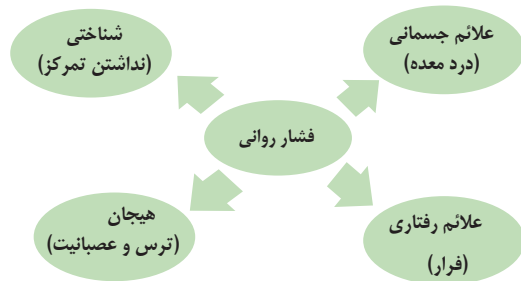 علائم جسمانی
(درد معده)
شناختی
(نداشتن تمرکز)
فشار روانی
علائم رفتاری
(فرار)
هیجان
(ترس و عصبانیت)